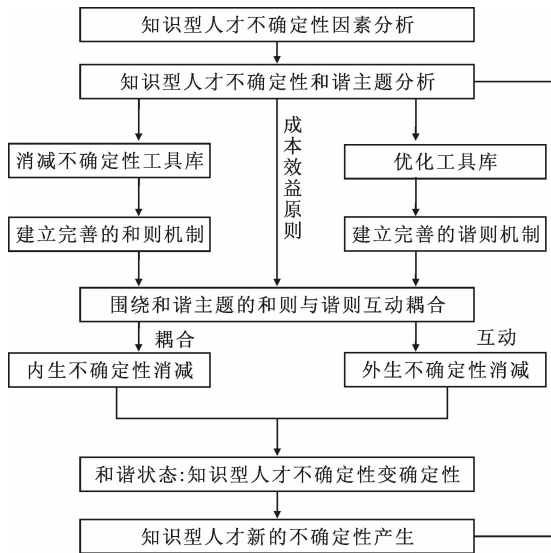 知识型人才不确定性因素分析
知识型人才不确定性和谐主题分析
成本效益原则
消减不确定性工具库
优化工具库
建立完善的和则机制
建立完善的谐则机制
围绕和谐主题的和则与谐则互动耦合
耦合
互动
内生不确定性消减
外生不确定性消减
和谐状态:知识型人才不确定性变确定性
知识型人才新的不确定性产生